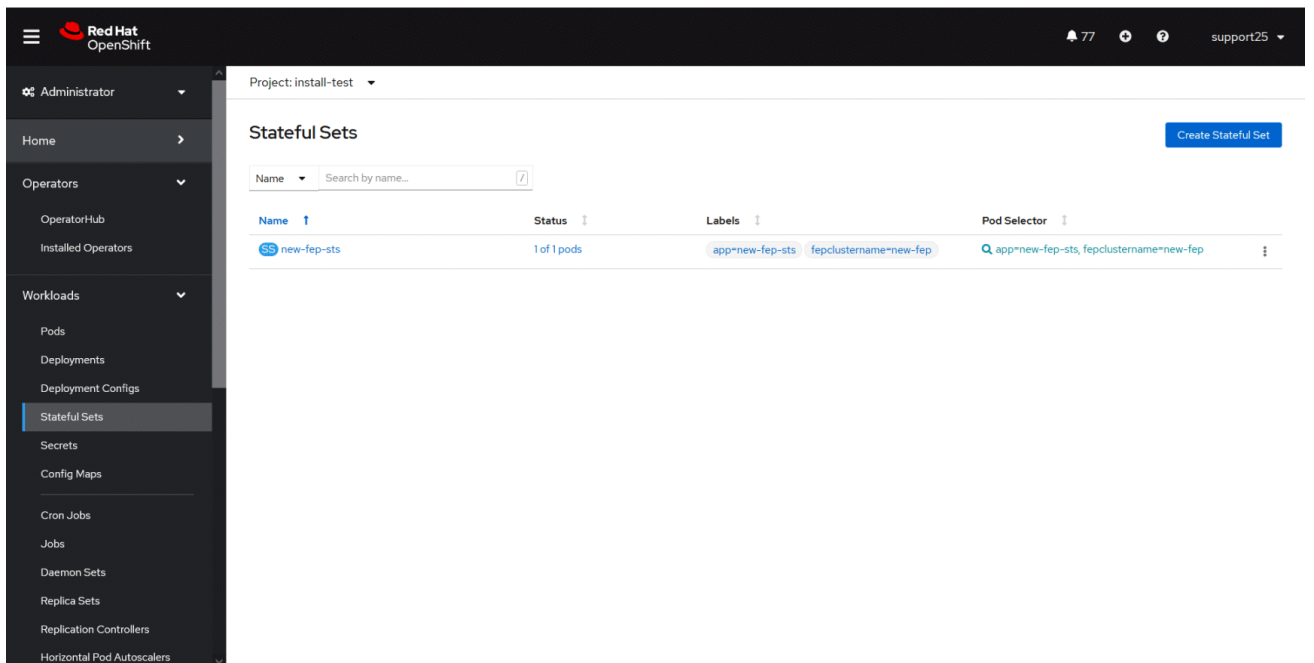 Red Hat
OpenShift
77
support25
Administrator
Project: install-test
Home
Stateful Sets
Create Stateful Set
Operators
Name Search by name... /
OperatorHub
Name Status Labels Pod Selector
Installed Operators
SS new-fep-sts 1 of 1 pods app=new-fep-sts fepclustername=new-fep app=new-fep-sts, fepclustername=new-fep
Workloads
Pods
Deployments
Deployment Configs
Stateful Sets
Secrets
Config Maps
Cron Jobs
Jobs
Daemon Sets
Replica Sets
Replication Controllers
Horizontal Pod Autoscalers